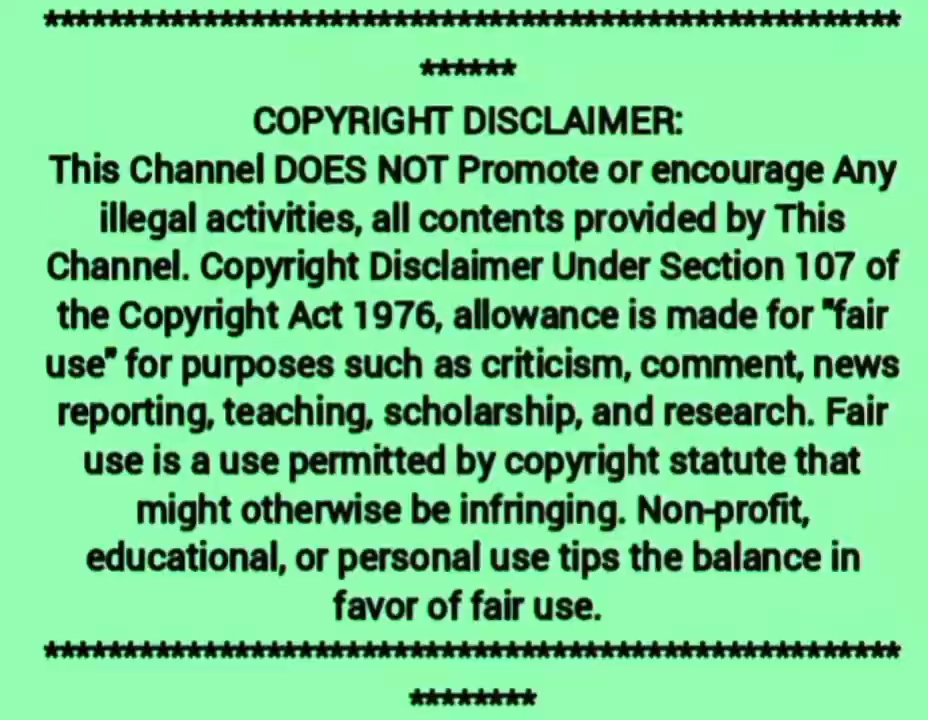 ******************************************************
******
COPYRIGHT DISCLAIMER:
This Channel DOES NOT Promote or encourage Any
illegal activities, all contents provided by This
Channel. Copyright Disclaimer Under Section 107 of
the Copyright Act 1976, allowance is made for "fair
use" for purposes such as criticism, comment, news
reporting, teaching, scholarship, and research. Fair
use is a use permitted by copyright statute that
might otherwise be infringing. Non-profit,
educational, or personal use tips the balance in
favor of fair use.
******************************************************
********